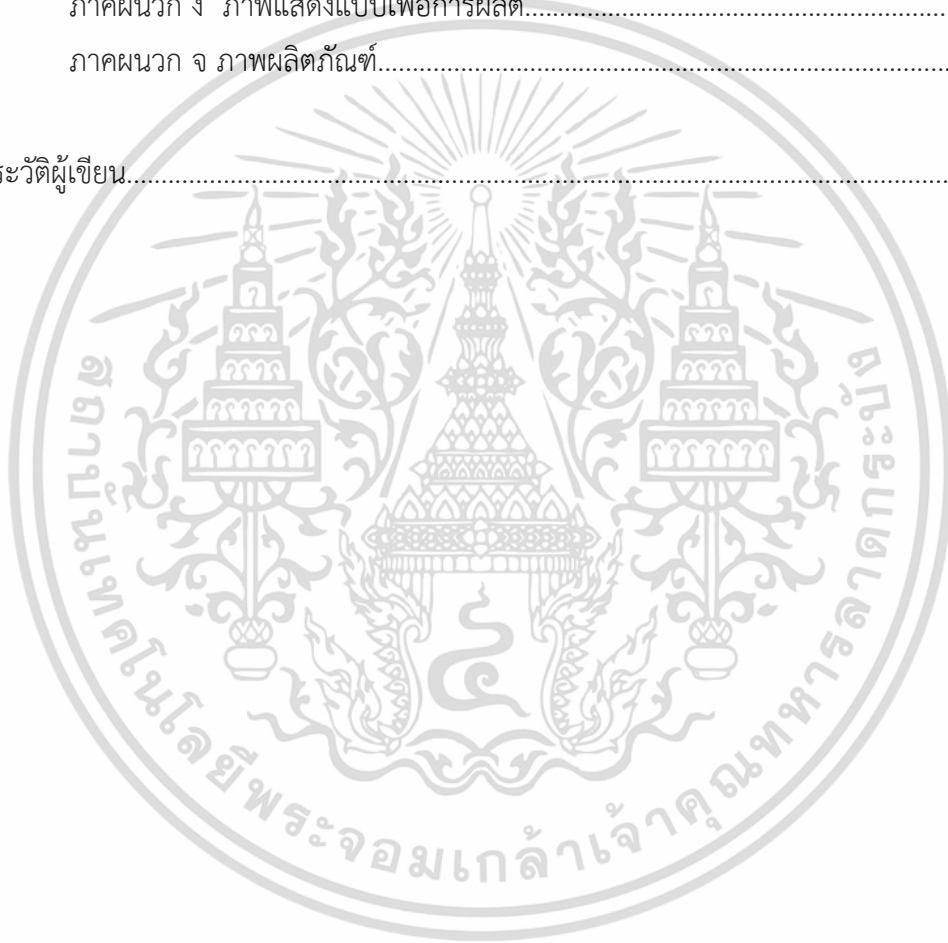 ภาคผนวก ง ภาพแสดงแบบเพื่อการผลิต.....................................................................
ภาคผนวก จ ภาพผลิตภัณฑ์.......................................................................................
ระวัติผู้เขียน.....................................................................................................................
๔
สถาบันเทคโนโลยีพระจอมเกล้าเจ้าคุณทหารลาดกระบัง